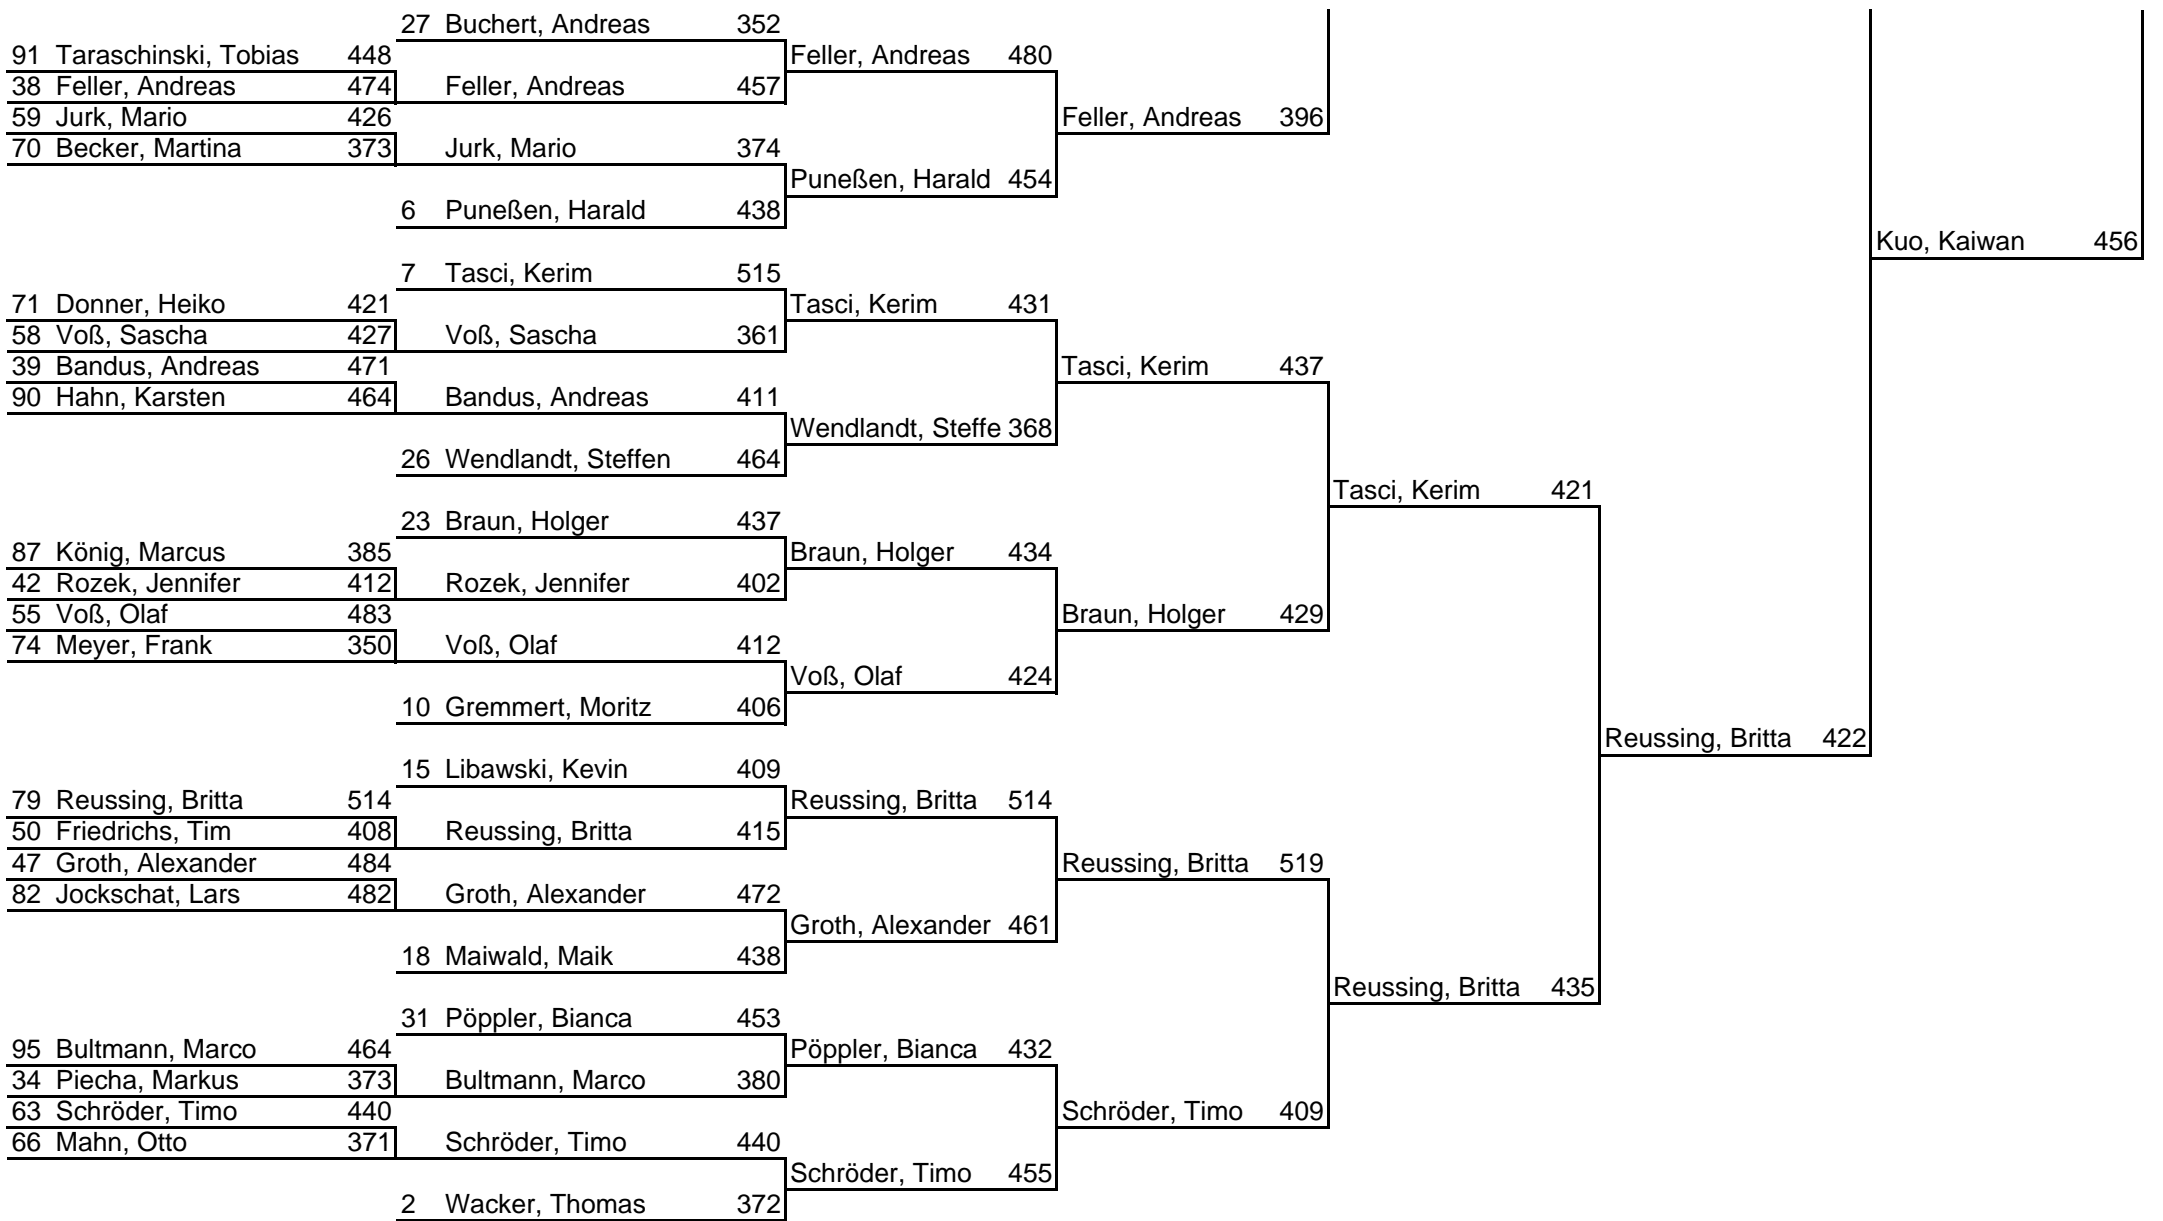 27 Buchert, Andreas 352
91 Taraschinski, Tobias 448 Feller, Andreas 480
38 Feller, Andreas 474 Feller, Andreas 457
59 Jurk, Mario 426 Feller, Andreas 396
70 Becker, Martina 373 Jurk, Mario 374
Puneßen, Harald 454
6 Puneßen, Harald 438
Kuo, Kaiwan 456
7 Tasci, Kerim 515
71 Donner, Heiko 421 Tasci, Kerim 431
58 Voß, Sascha 427 Voß, Sascha 361
39 Bandus, Andreas 471 Tasci, Kerim 437
90 Hahn, Karsten 464 Bandus, Andreas 411
Wendlandt, Steffe 368
26 Wendlandt, Steffen 464
Tasci, Kerim 421
23 Braun, Holger 437
87 König, Marcus 385 Braun, Holger 434
42 Rozek, Jennifer 412 Rozek, Jennifer 402
55 Voß, Olaf 483 Braun, Holger 429
74 Meyer, Frank 350 Voß, Olaf 412
Voß, Olaf 424
10 Gremmert, Moritz 406
Reussing, Britta 422
15 Libawski, Kevin 409
79 Reussing, Britta 514 Reussing, Britta 514
50 Friedrichs, Tim 408 Reussing, Britta 415
47 Groth, Alexander 484 Reussing, Britta 519
82 Jockschat, Lars 482 Groth, Alexander 472
Groth, Alexander 461
18 Maiwald, Maik 438
Reussing, Britta 435
31 Pöppler, Bianca 453
95 Bultmann, Marco 464 Pöppler, Bianca 432
34 Piecha, Markus 373 Bultmann, Marco 380
63 Schröder, Timo 440 Schröder, Timo 409
66 Mahn, Otto 371 Schröder, Timo 440
Schröder, Timo 455
2 Wacker, Thomas 372